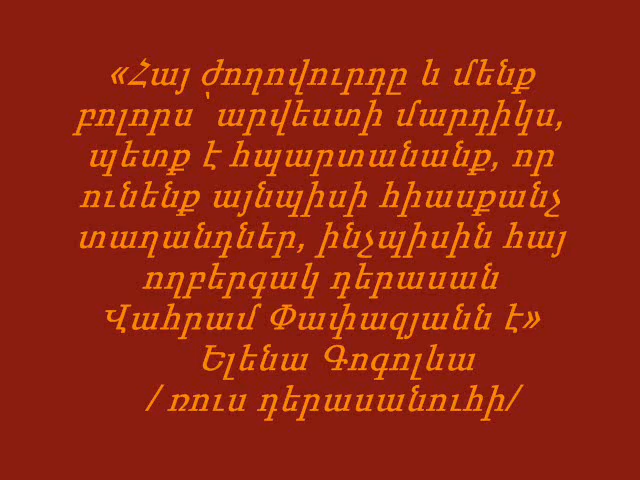 «Հայ ժողովուրդը և մենք
բոլորս ՝արվեստի մարդիկս,
պետք է հպարտանանք, որ
ունենք այնպիսի հիասքանչ
տաղանդներ, ինչպիսին հայ
ողբերգակ դերասան
Վահրամ Փափազյանն է»
Ելենա Գոգոլևա
/ ռուս դերասանուհի/